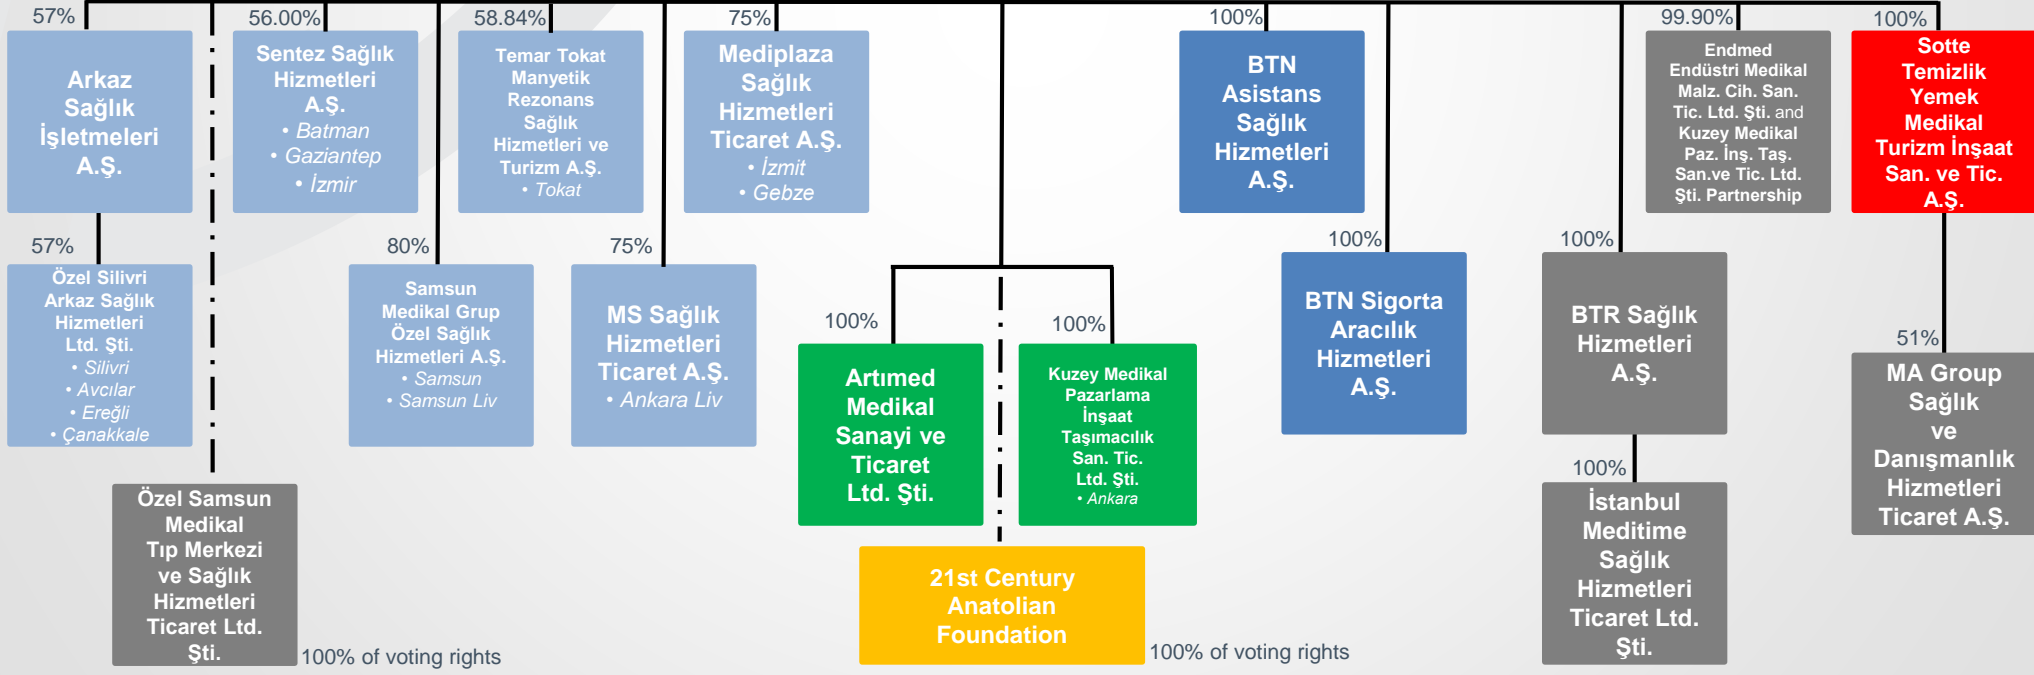 57%
Arkaz
Sağlık
İşletmeleri
A.Ş.
56.00%
Sentez Sağlık
Hizmetleri
A.Ş.
• Batman
• Gaziantep
• İzmir
58.84%
Temar Tokat
Manyetik
Rezonans
Sağlık
Hizmetleri ve
Turizm A.Ş.
• Tokat
75%
Mediplaza
Sağlık
Hizmetleri
Ticaret A.Ş.
• İzmit
• Gebze
100%
BTN
Asistans
Sağlık
Hizmetleri
A.Ş.
99.90%
Endmed
Endüstri Medikal
Malz. Cih. San.
Tic. Ltd. Şti. and
Kuzey Medikal
Paz. İnş. Taş.
San.ve Tic. Ltd.
Şti. Partnership
100%
Sotte
Temizlik
Yemek
Medikal
Turizm İnşaat
San. ve Tic.
A.Ş.
57%
Özel Silivri
Arkaz Sağlık
Hizmetleri
Ltd. Şti.
• Silivri
• Avcılar
• Ereğli
• Çanakkale
80%
Samsun
Medikal Grup
Özel Sağlık
Hizmetleri A.Ş.
• Samsun
• Samsun Liv
75%
MS Sağlık
Hizmetleri
Ticaret A.Ş.
• Ankara Liv
100%
Artımed
Medikal
Sanayi ve
Ticaret
Ltd. Şti.
100%
Kuzey Medikal
Pazarlama
İnşaat
Taşımacılık
San. Tic.
Ltd. Şti.
• Ankara
100%
BTN Sigorta
Aracılık
Hizmetleri
A.Ş.
100%
BTR Sağlık
Hizmetleri
A.Ş.
51%
MA Group
Sağlık
ve
Danışmanlık
Hizmetleri
Ticaret A.Ş.
Özel Samsun
Medikal
Tıp Merkezi
ve Sağlık
Hizmetleri
Ticaret Ltd.
Şti.
100% of voting rights
21st Century
Anatolian
Foundation
100% of voting rights
100%
İstanbul
Meditime
Sağlık
Hizmetleri
Ticaret Ltd.
Şti.